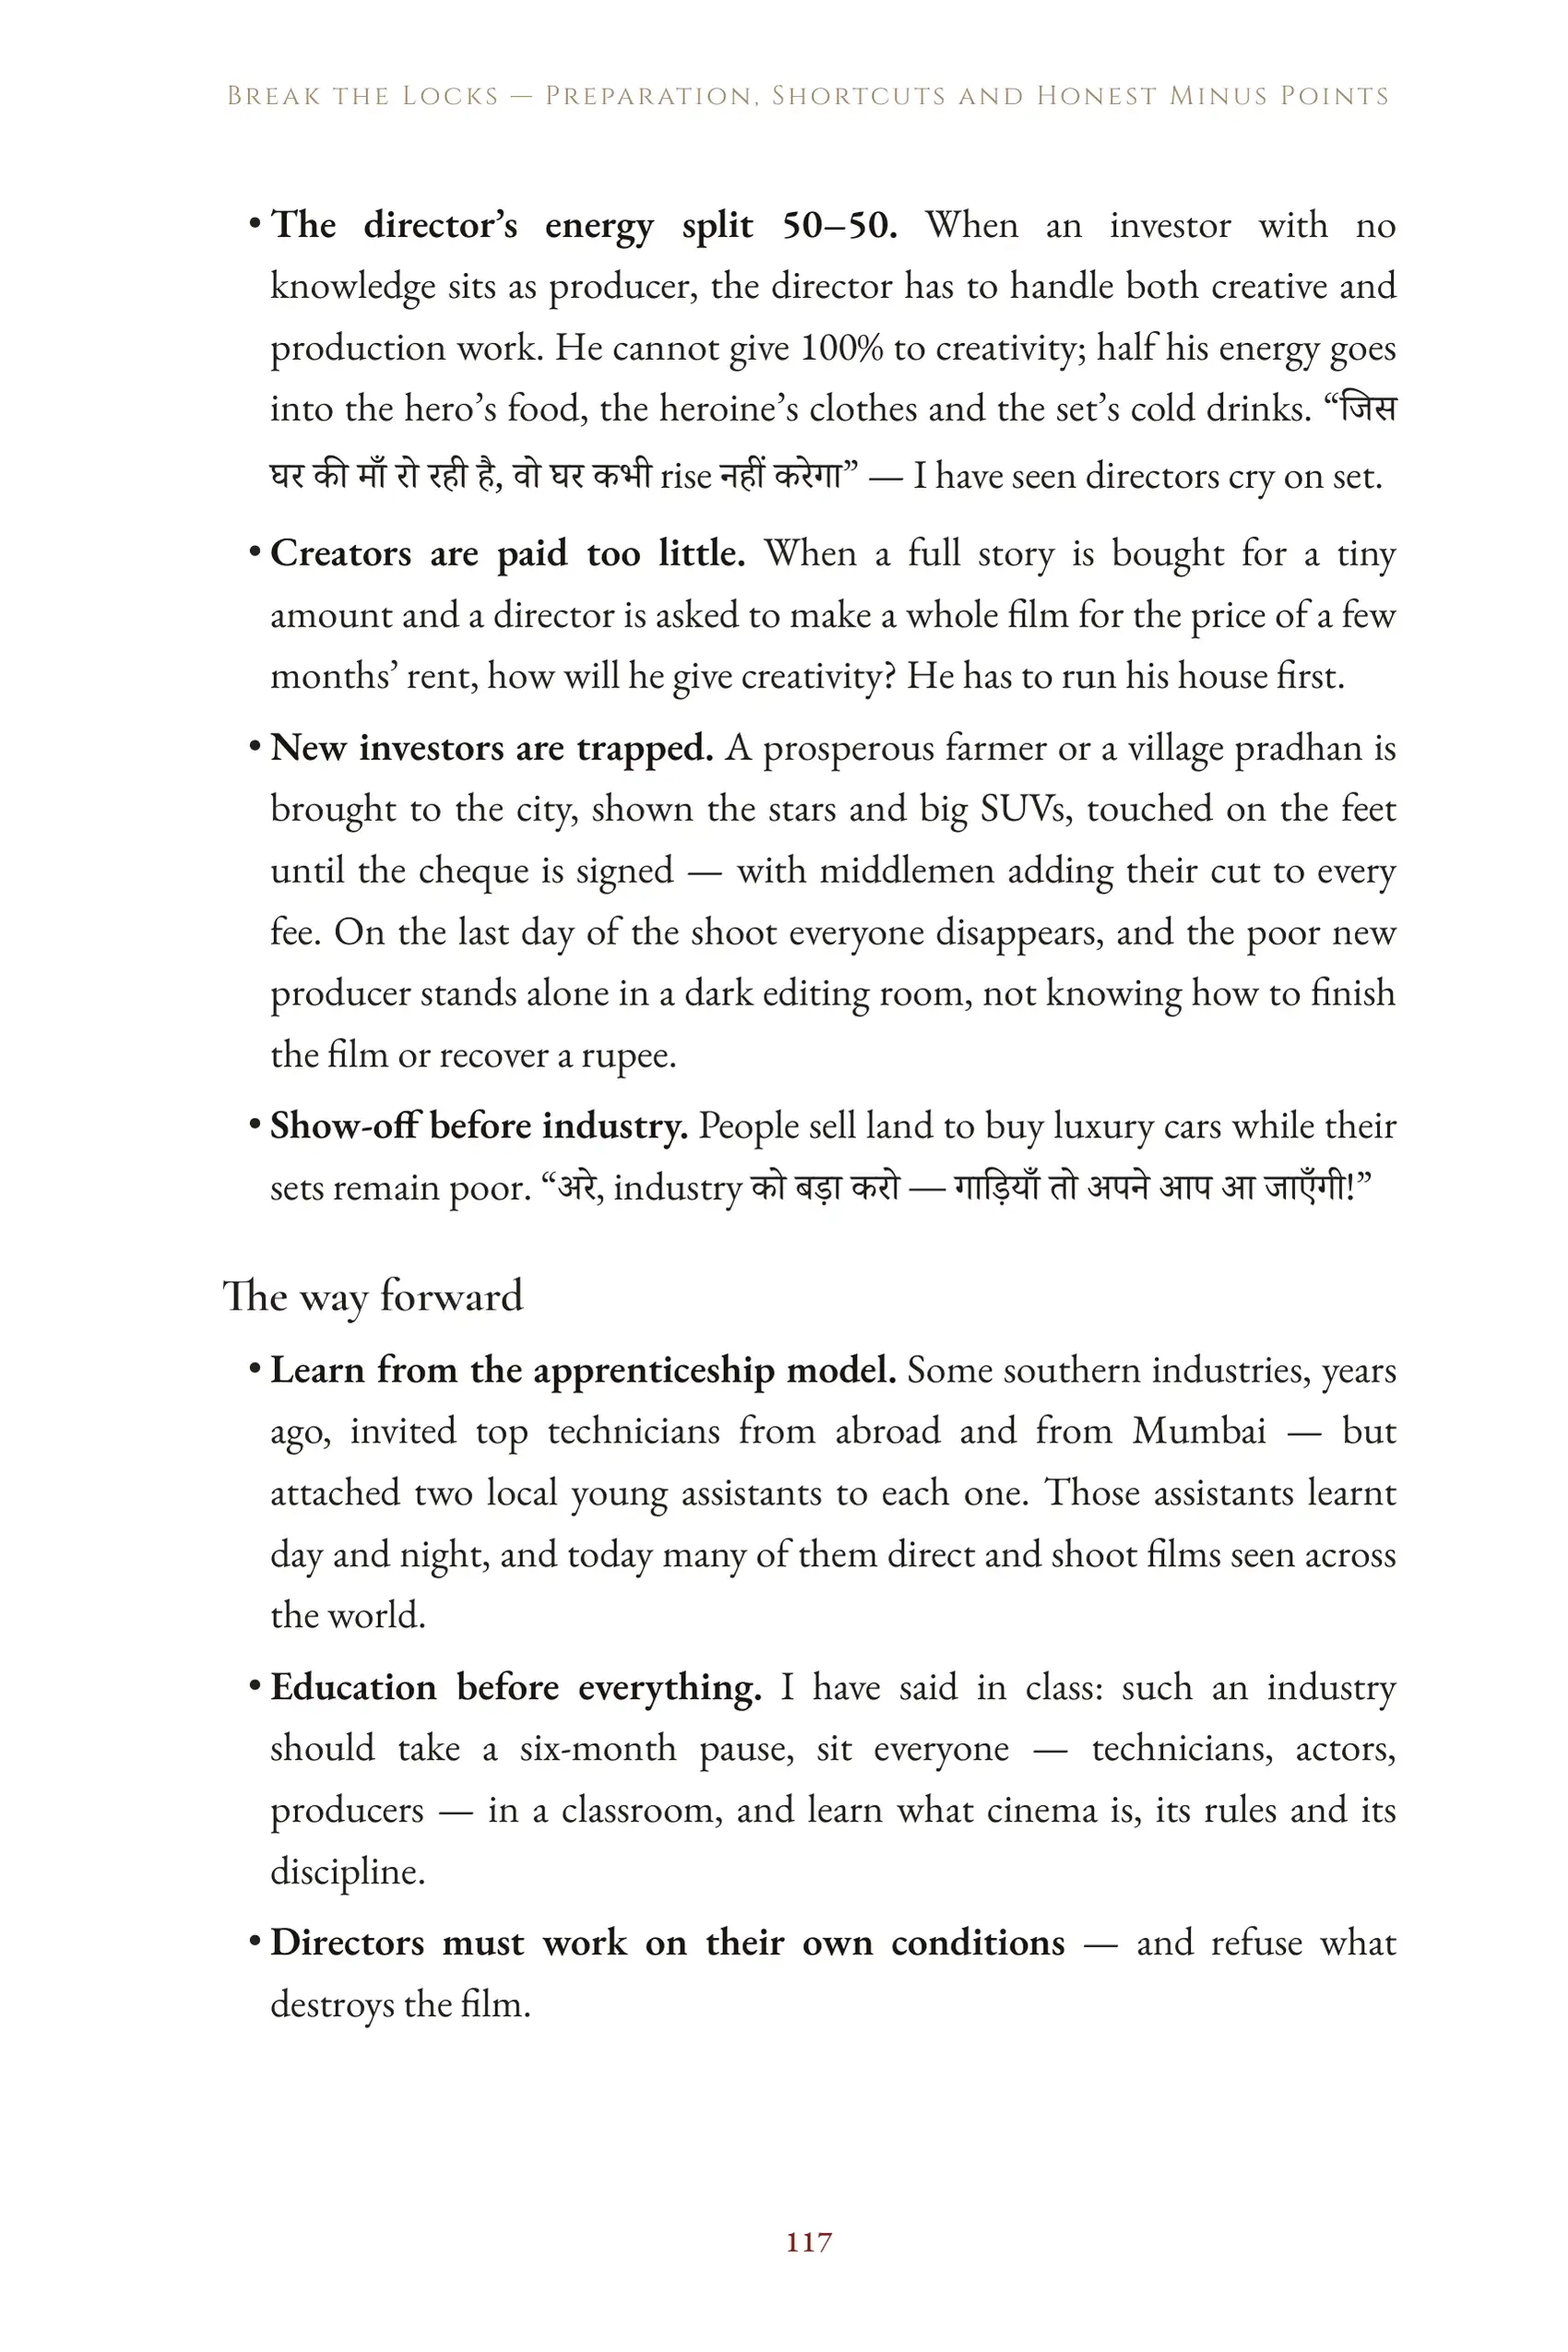 Break the Locks — Preparation, Shortcuts and Honest Minus Points
• The director’s energy split 50–50. When an investor with no
knowledge sits as producer, the director has to handle both creative and
production work. He cannot give 100% to creativity; half his energy goes
into the hero’s food, the heroine’s clothes and the set’s cold drinks. “जिस
घर की माँ रो रही है, वो घर कभी rise नहीं करेगा” — I have seen directors cry on set.
• Creators are paid too little. When a full story is bought for a tiny
amount and a director is asked to make a whole film for the price of a few
months’ rent, how will he give creativity? He has to run his house first.
• New investors are trapped. A prosperous farmer or a village pradhan is
brought to the city, shown the stars and big SUVs, touched on the feet
until the cheque is signed — with middlemen adding their cut to every
fee. On the last day of the shoot everyone disappears, and the poor new
producer stands alone in a dark editing room, not knowing how to finish
the film or recover a rupee.
• Show-off before industry. People sell land to buy luxury cars while their
sets remain poor. “अरे, industry को बड़ा करो — गाड़ियाँ तो अपने आप आ जाएँगी!”
The way forward
• Learn from the apprenticeship model. Some southern industries, years
ago, invited top technicians from abroad and from Mumbai — but
attached two local young assistants to each one. Those assistants learnt
day and night, and today many of them direct and shoot films seen across
the world.
• Education before everything. I have said in class: such an industry
should take a six-month pause, sit everyone — technicians, actors,
producers — in a classroom, and learn what cinema is, its rules and its
discipline.
• Directors must work on their own conditions — and refuse what
destroys the film.
117